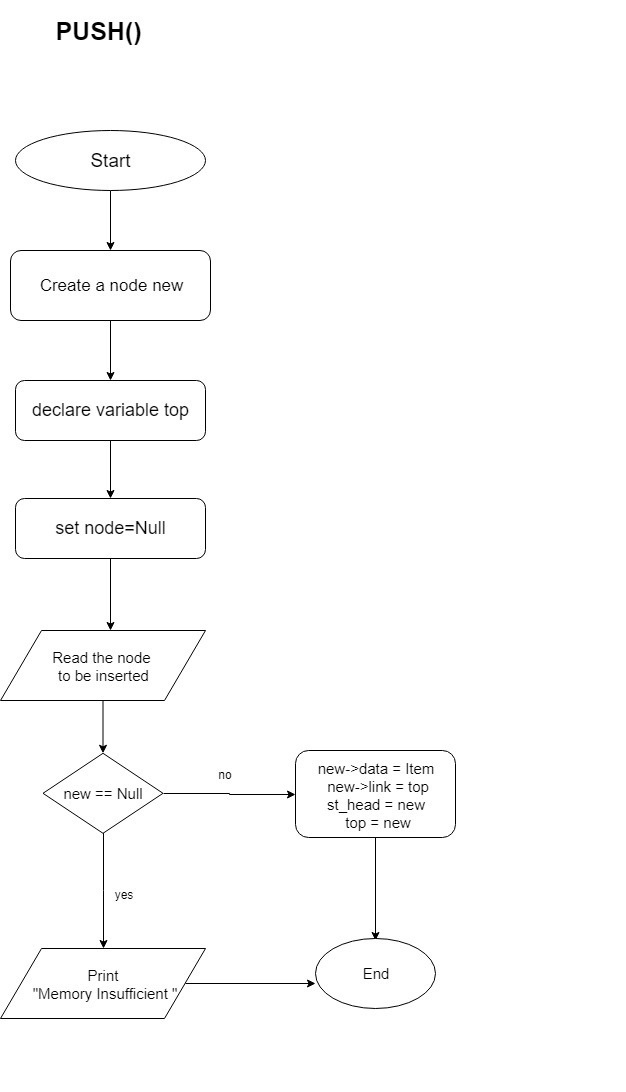 PUSH()
Start
Create a node new
declare variable top
set node=Null
Read the node
to be inserted
new == Null
no
new->data = Item
new->link = top
st_head = new
top = new
yes
Print
"Memory Insufficient "
End